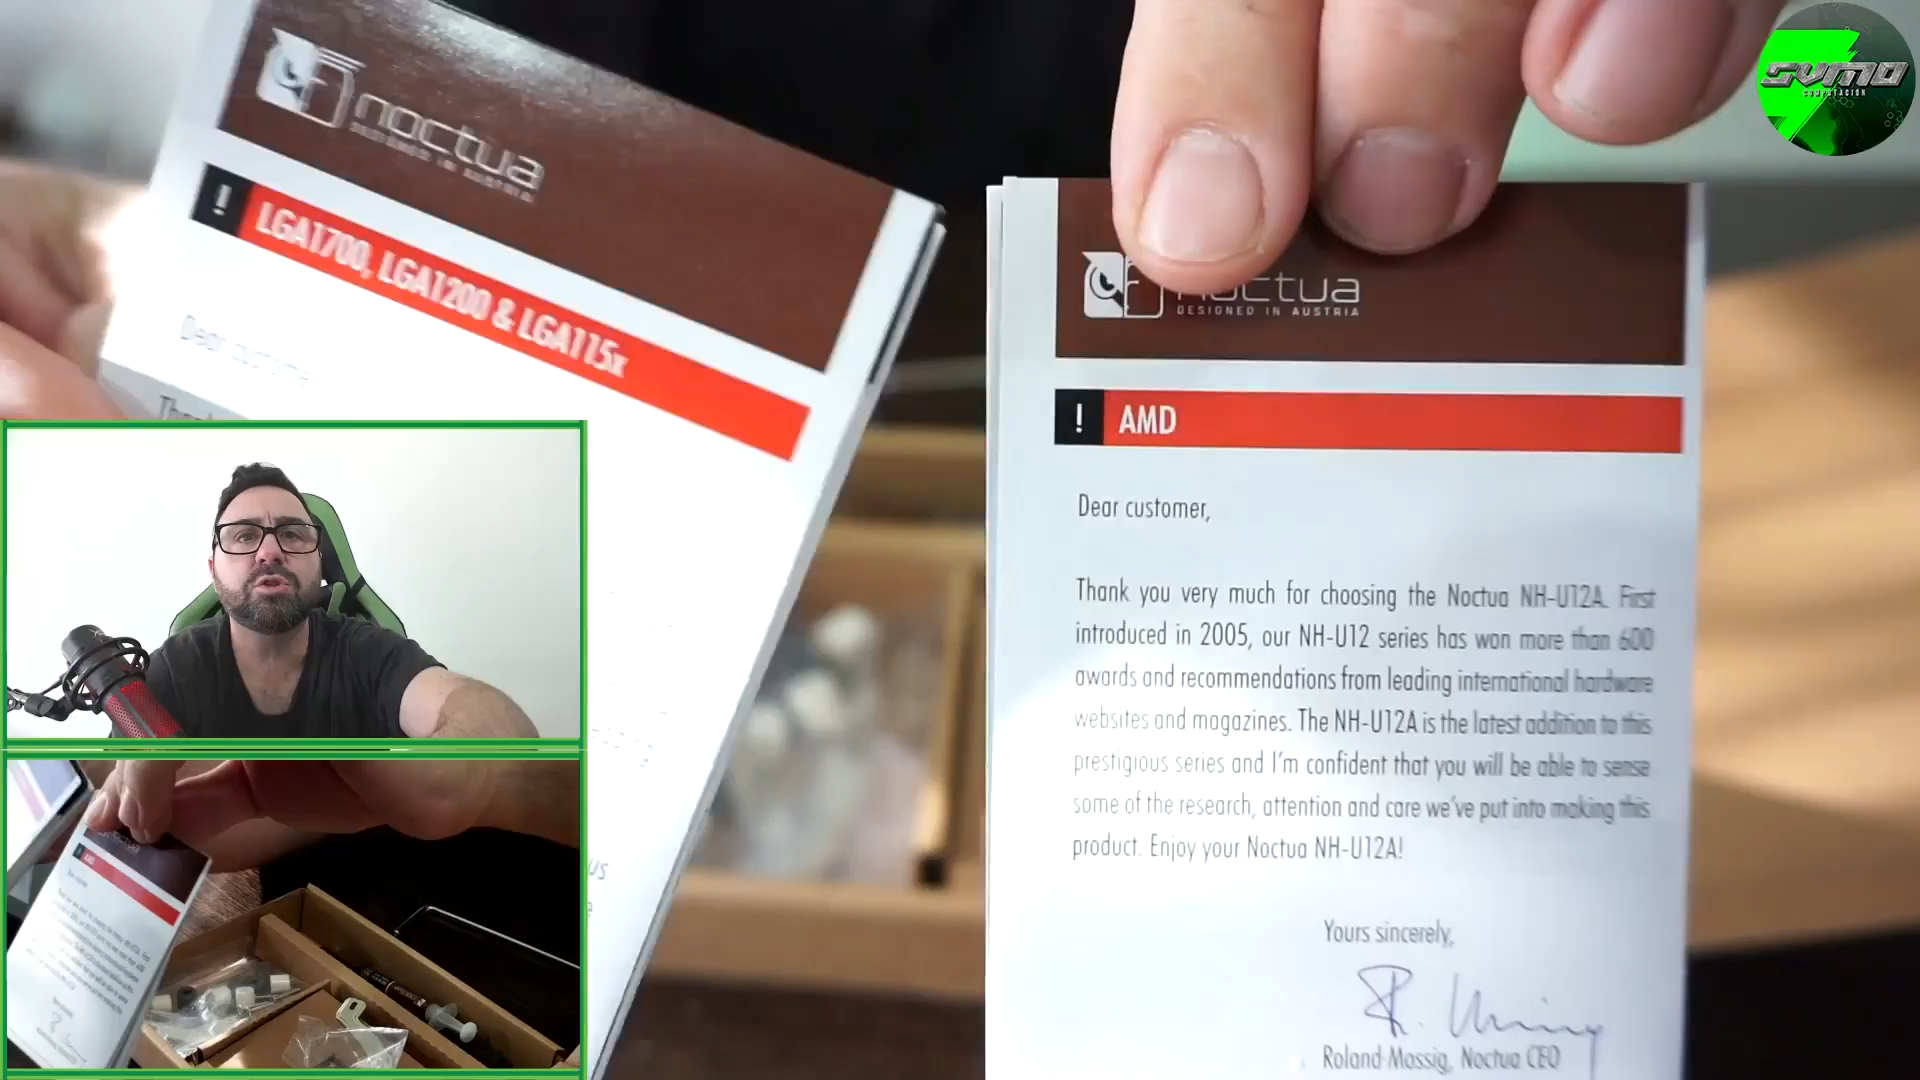 noctua
DESIGNED IN AUSTRIA
! LGA1700, LGA1200 & LGA115x
Dear
SVMO
COMPUTACIÓN
noctua
DESIGNED IN AUSTRIA
! AMD
Dear customer,
Thank you very much for choosing the Noctua NH-U12A. First
introduced in 2005, our NH-U12 series has won more than 600
awards and recommendations from leading international hardware
websites and magazines. The NH-U12A is the latest addition to this
prestigious series and I'm confident that you will be able to sense
some of the research, attention and care we've put into making this
product. Enjoy your Noctua NH-U12A!
Yours sincerely,
Roland Mossig, Noctua CEO
AMD
noctua